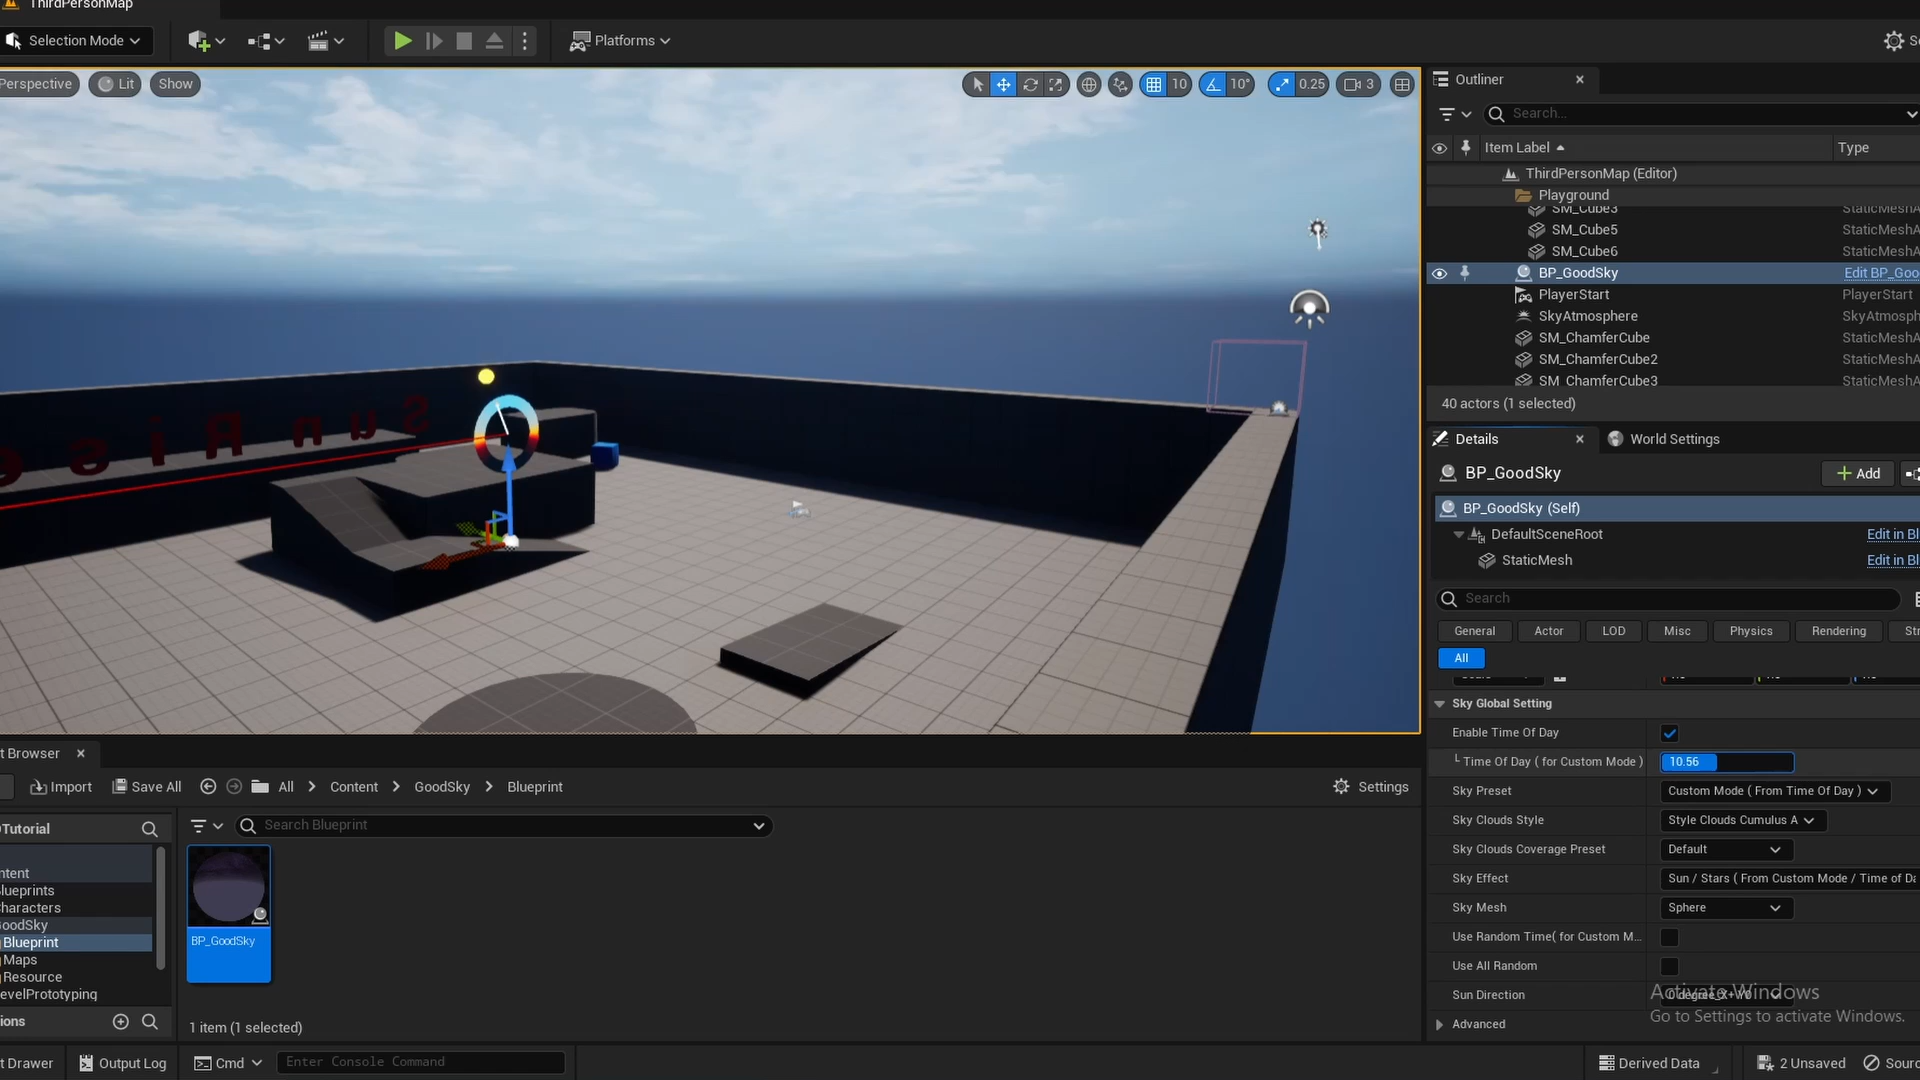 ThirdPersonMap
Selection Mode
Platforms
Perspective
Lit
Show
10
10°
0.25
3
SunRise
Outliner
Search...
Item Label
Type
ThirdPersonMap (Editor)
Playground
SM_Cube3
StaticMeshA
SM_Cube5
StaticMeshA
SM_Cube6
StaticMeshA
BP_GoodSky
Edit BP_Goo
PlayerStart
PlayerStart
SkyAtmosphere
SkyAtmosph
SM_ChamferCube
StaticMeshA
SM_ChamferCube2
StaticMeshA
SM_ChamferCube3
StaticMeshA
40 actors (1 selected)
Details
World Settings
BP_GoodSky
Add
BP_GoodSky (Self)
DefaultSceneRoot
Edit in Bl
StaticMesh
Edit in Bl
Search
General
Actor
LOD
Misc
Physics
Rendering
Str
All
Sky Global Setting
Enable Time Of Day
Time Of Day ( for Custom Mode )
10.56
Sky Preset
Custom Mode ( From Time Of Day )
Sky Clouds Style
Style Clouds Cumulus A
Sky Clouds Coverage Preset
Default
Sky Effect
Sun / Stars ( From Custom Mode / Time of Da
Sky Mesh
Sphere
Use Random Time( for Custom M...
Use All Random
Sun Direction
0 degree_X+Y0
Advanced
Activate Windows
Go to Settings to activate Windows.
t Browser
Import
Save All
All
Content
GoodSky
Blueprint
Settings
Tutorial
Search Blueprint
ntent
lueprints
haracters
oodSky
Blueprint
Maps
Resource
evelPrototyping
ions
BP_GoodSky
1 item (1 selected)
t Drawer
Output Log
Cmd
Enter Console Command
Derived Data
2 Unsaved
Sourc